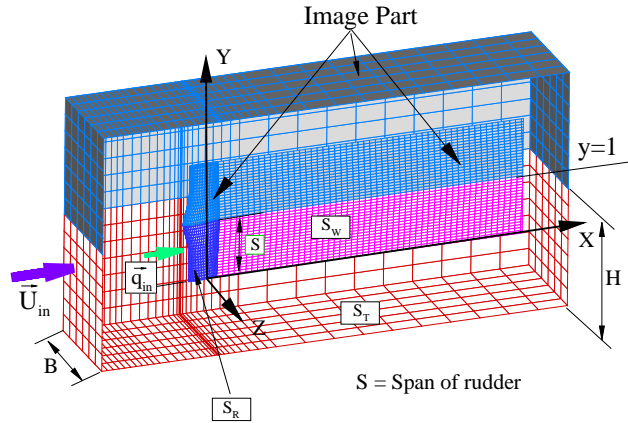 Image Part
Y
y=1
S_W
S
X
q_in
H
U_in
Z
S_T
B
S = Span of rudder
S_R